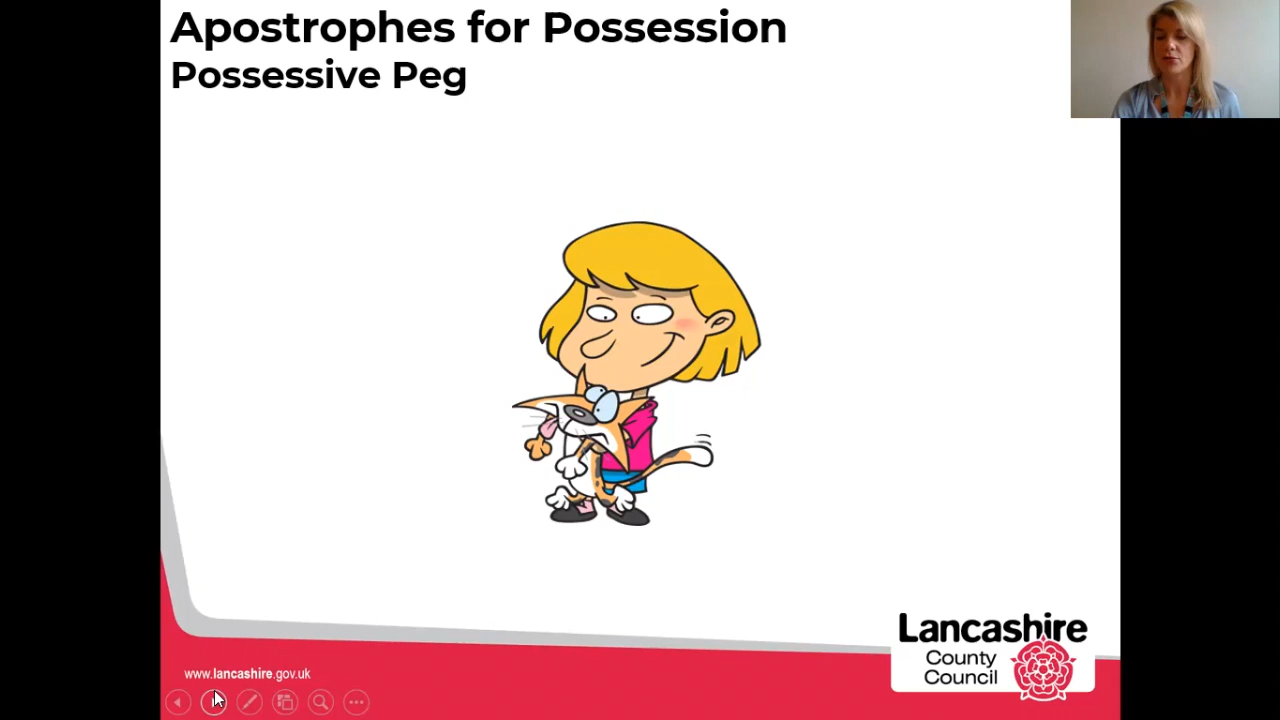 Apostrophes for Possession
Possessive Peg
www.lancashire.gov.uk
Lancashire
County
Council